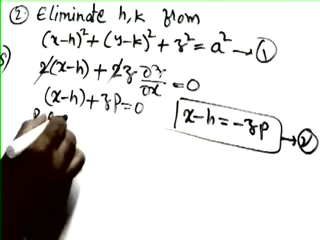 ② Eliminate h, k from
(x-h)² + (y-k)² + z² = a² → ①
2(x-h) + 2z ∂z/∂x = 0
(x-h) + zp = 0
x-h = -zp → ②